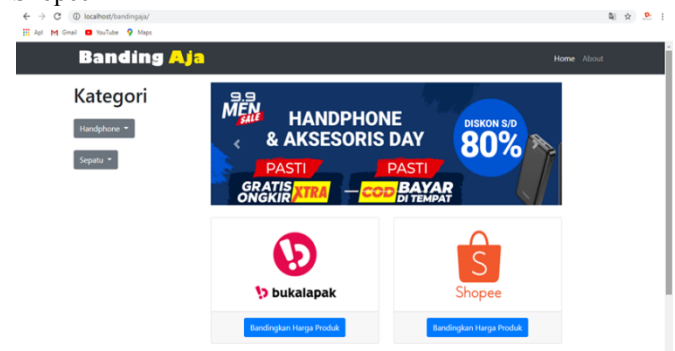 Shopee
localhost/bandingaja/
Apl Gmail YouTube Maps
Banding Aja
Home About
Kategori
Handphone
Sepatu
9.9
MEN
SALE
HANDPHONE
& AKSESORIS DAY
DISKON S/D
80%
PASTI
GRATIS
ONGKIR XTRA
PASTI
COD BAYAR
DI TEMPAT
bukalapak
Bandingkan Harga Produk
S
Shopee
Bandingkan Harga Produk